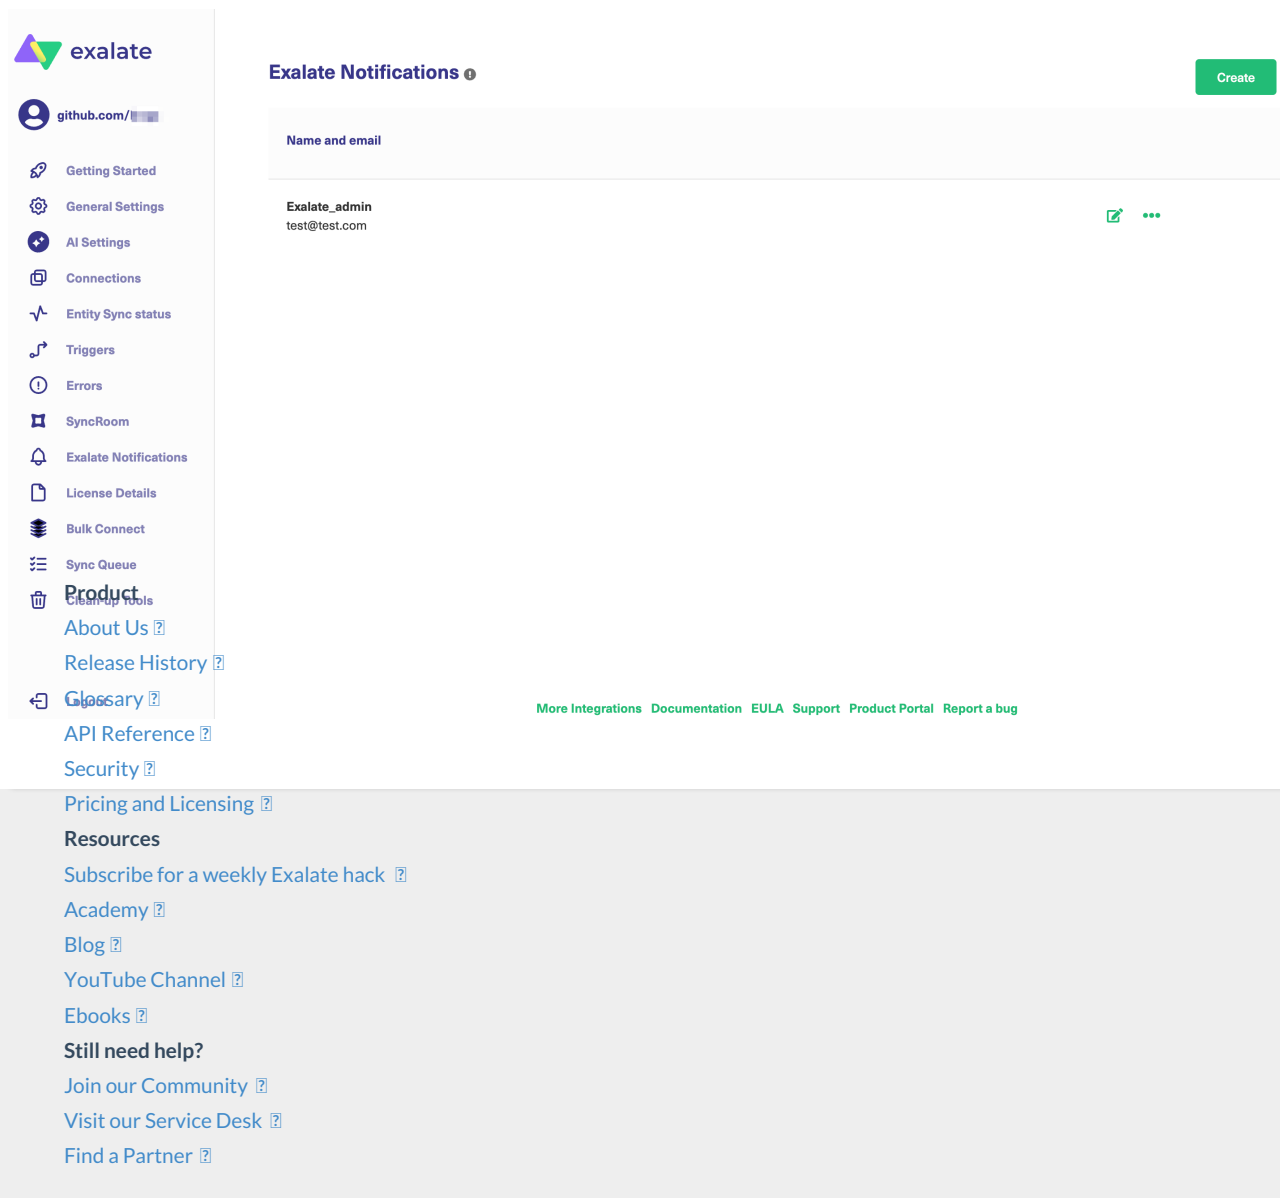 exalate
github.com/
Getting Started
General Settings
AI Settings
Connections
Entity Sync status
Triggers
Errors
SyncRoom
Exalate Notifications
License Details
Bulk Connect
Sync Queue
Clean-up Tools
Logout
Exalate Notifications
Create
Name and email
Exalate_admin
test@test.com
More Integrations Documentation EULA Support Product Portal Report a bug
Product
About Us
Release History
Glossary
API Reference
Security
Pricing and Licensing
Resources
Subscribe for a weekly Exalate hack
Academy
Blog
YouTube Channel
Ebooks
Still need help?
Join our Community
Visit our Service Desk
Find a Partner